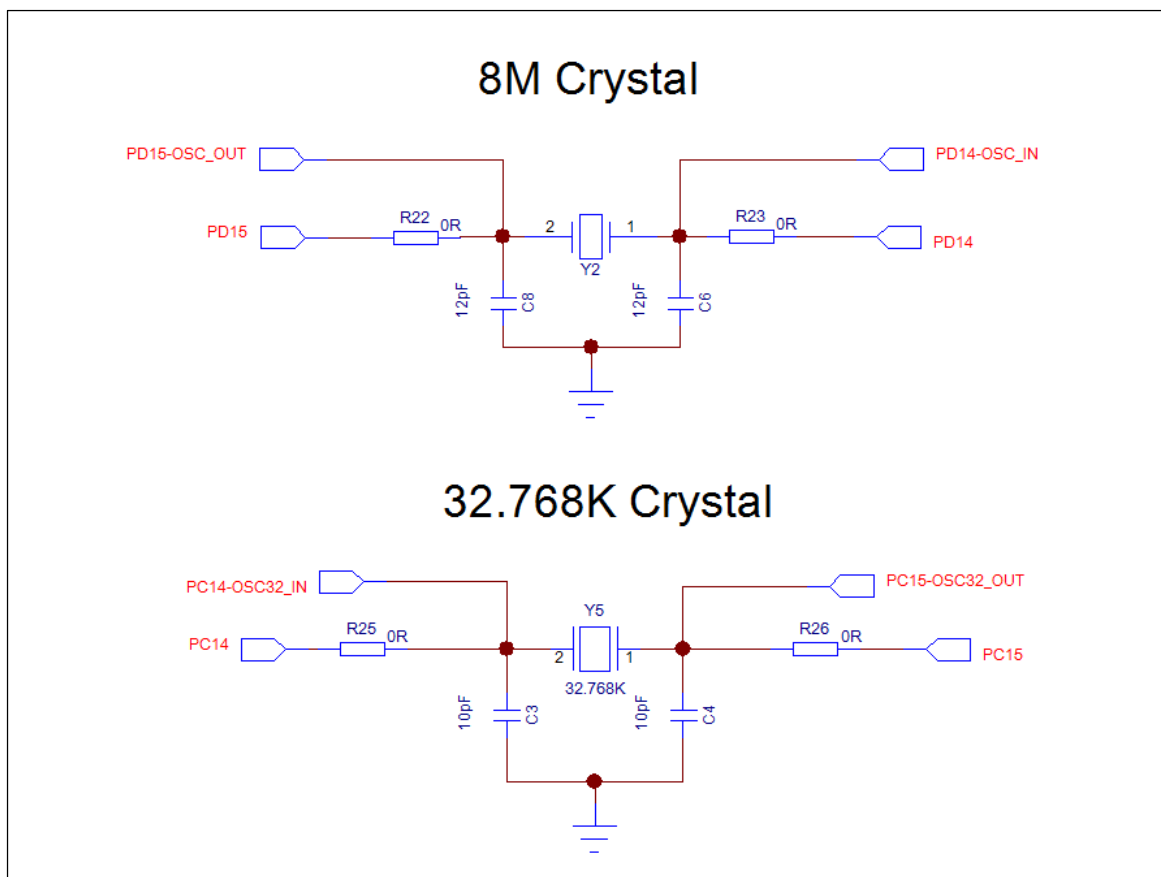 8M Crystal
PD15-OSC_OUT
PD14-OSC_IN
R22
0R
R23
0R
PD15
2
1
PD14
Y2
12pF
C8
12pF
C6
32.768K Crystal
PC14-OSC32_IN
PC15-OSC32_OUT
Y5
R25
0R
R26
0R
PC14
2
1
PC15
32.768K
10pF
C3
10pF
C4